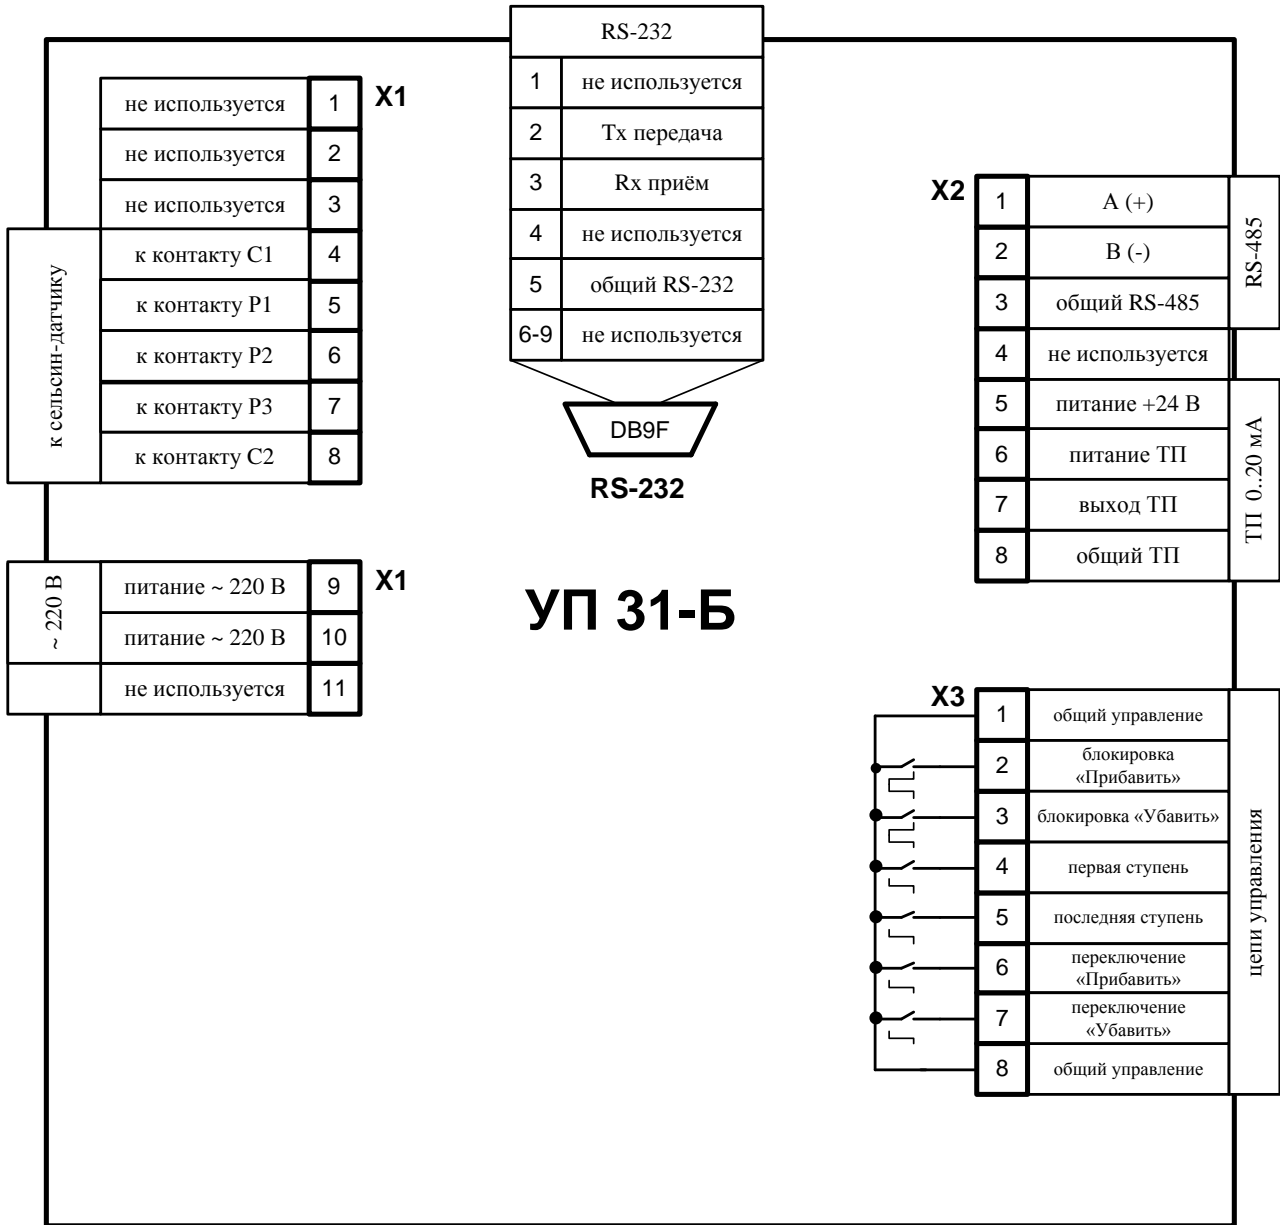 RS-232
1 не используется
2 Tx передача
3 Rx приём
4 не используется
5 общий RS-232
6-9 не используется
DB9F
RS-232
X1
не используется 1
не используется 2
не используется 3
к сельсин-датчику
к контакту С1 4
к контакту Р1 5
к контакту Р2 6
к контакту Р3 7
к контакту С2 8
X1
~ 220 В
питание ~ 220 В 9
питание ~ 220 В 10
не используется 11
УП 31-Б
X2
1 A (+)
2 B (-)
3 общий RS-485
RS-485
4 не используется
5 питание +24 В
6 питание ТП
7 выход ТП
8 общий ТП
ТП 0..20 мА
X3
1 общий управление
2 блокировка
«Прибавить»
3 блокировка «Убавить»
4 первая ступень
5 последняя ступень
6 переключение
«Прибавить»
7 переключение
«Убавить»
8 общий управление
цепи управления